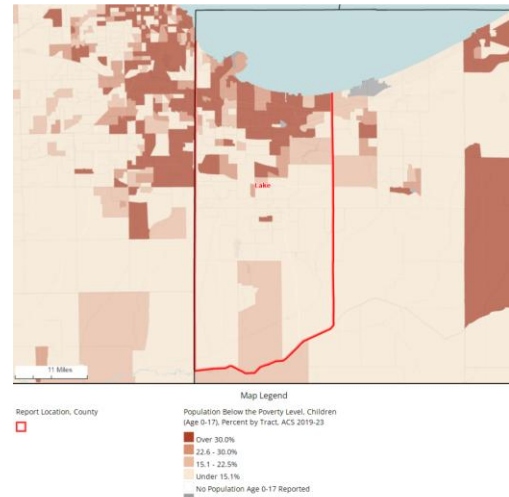 Lake
11 Miles
Map Legend
Report Location, County
Population Below the Poverty Level, Children
(Age 0-17), Percent by Tract, ACS 2019-23
Over 30.0%
22.6 - 30.0%
15.1 - 22.5%
Under 15.1%
No Population Age 0-17 Reported